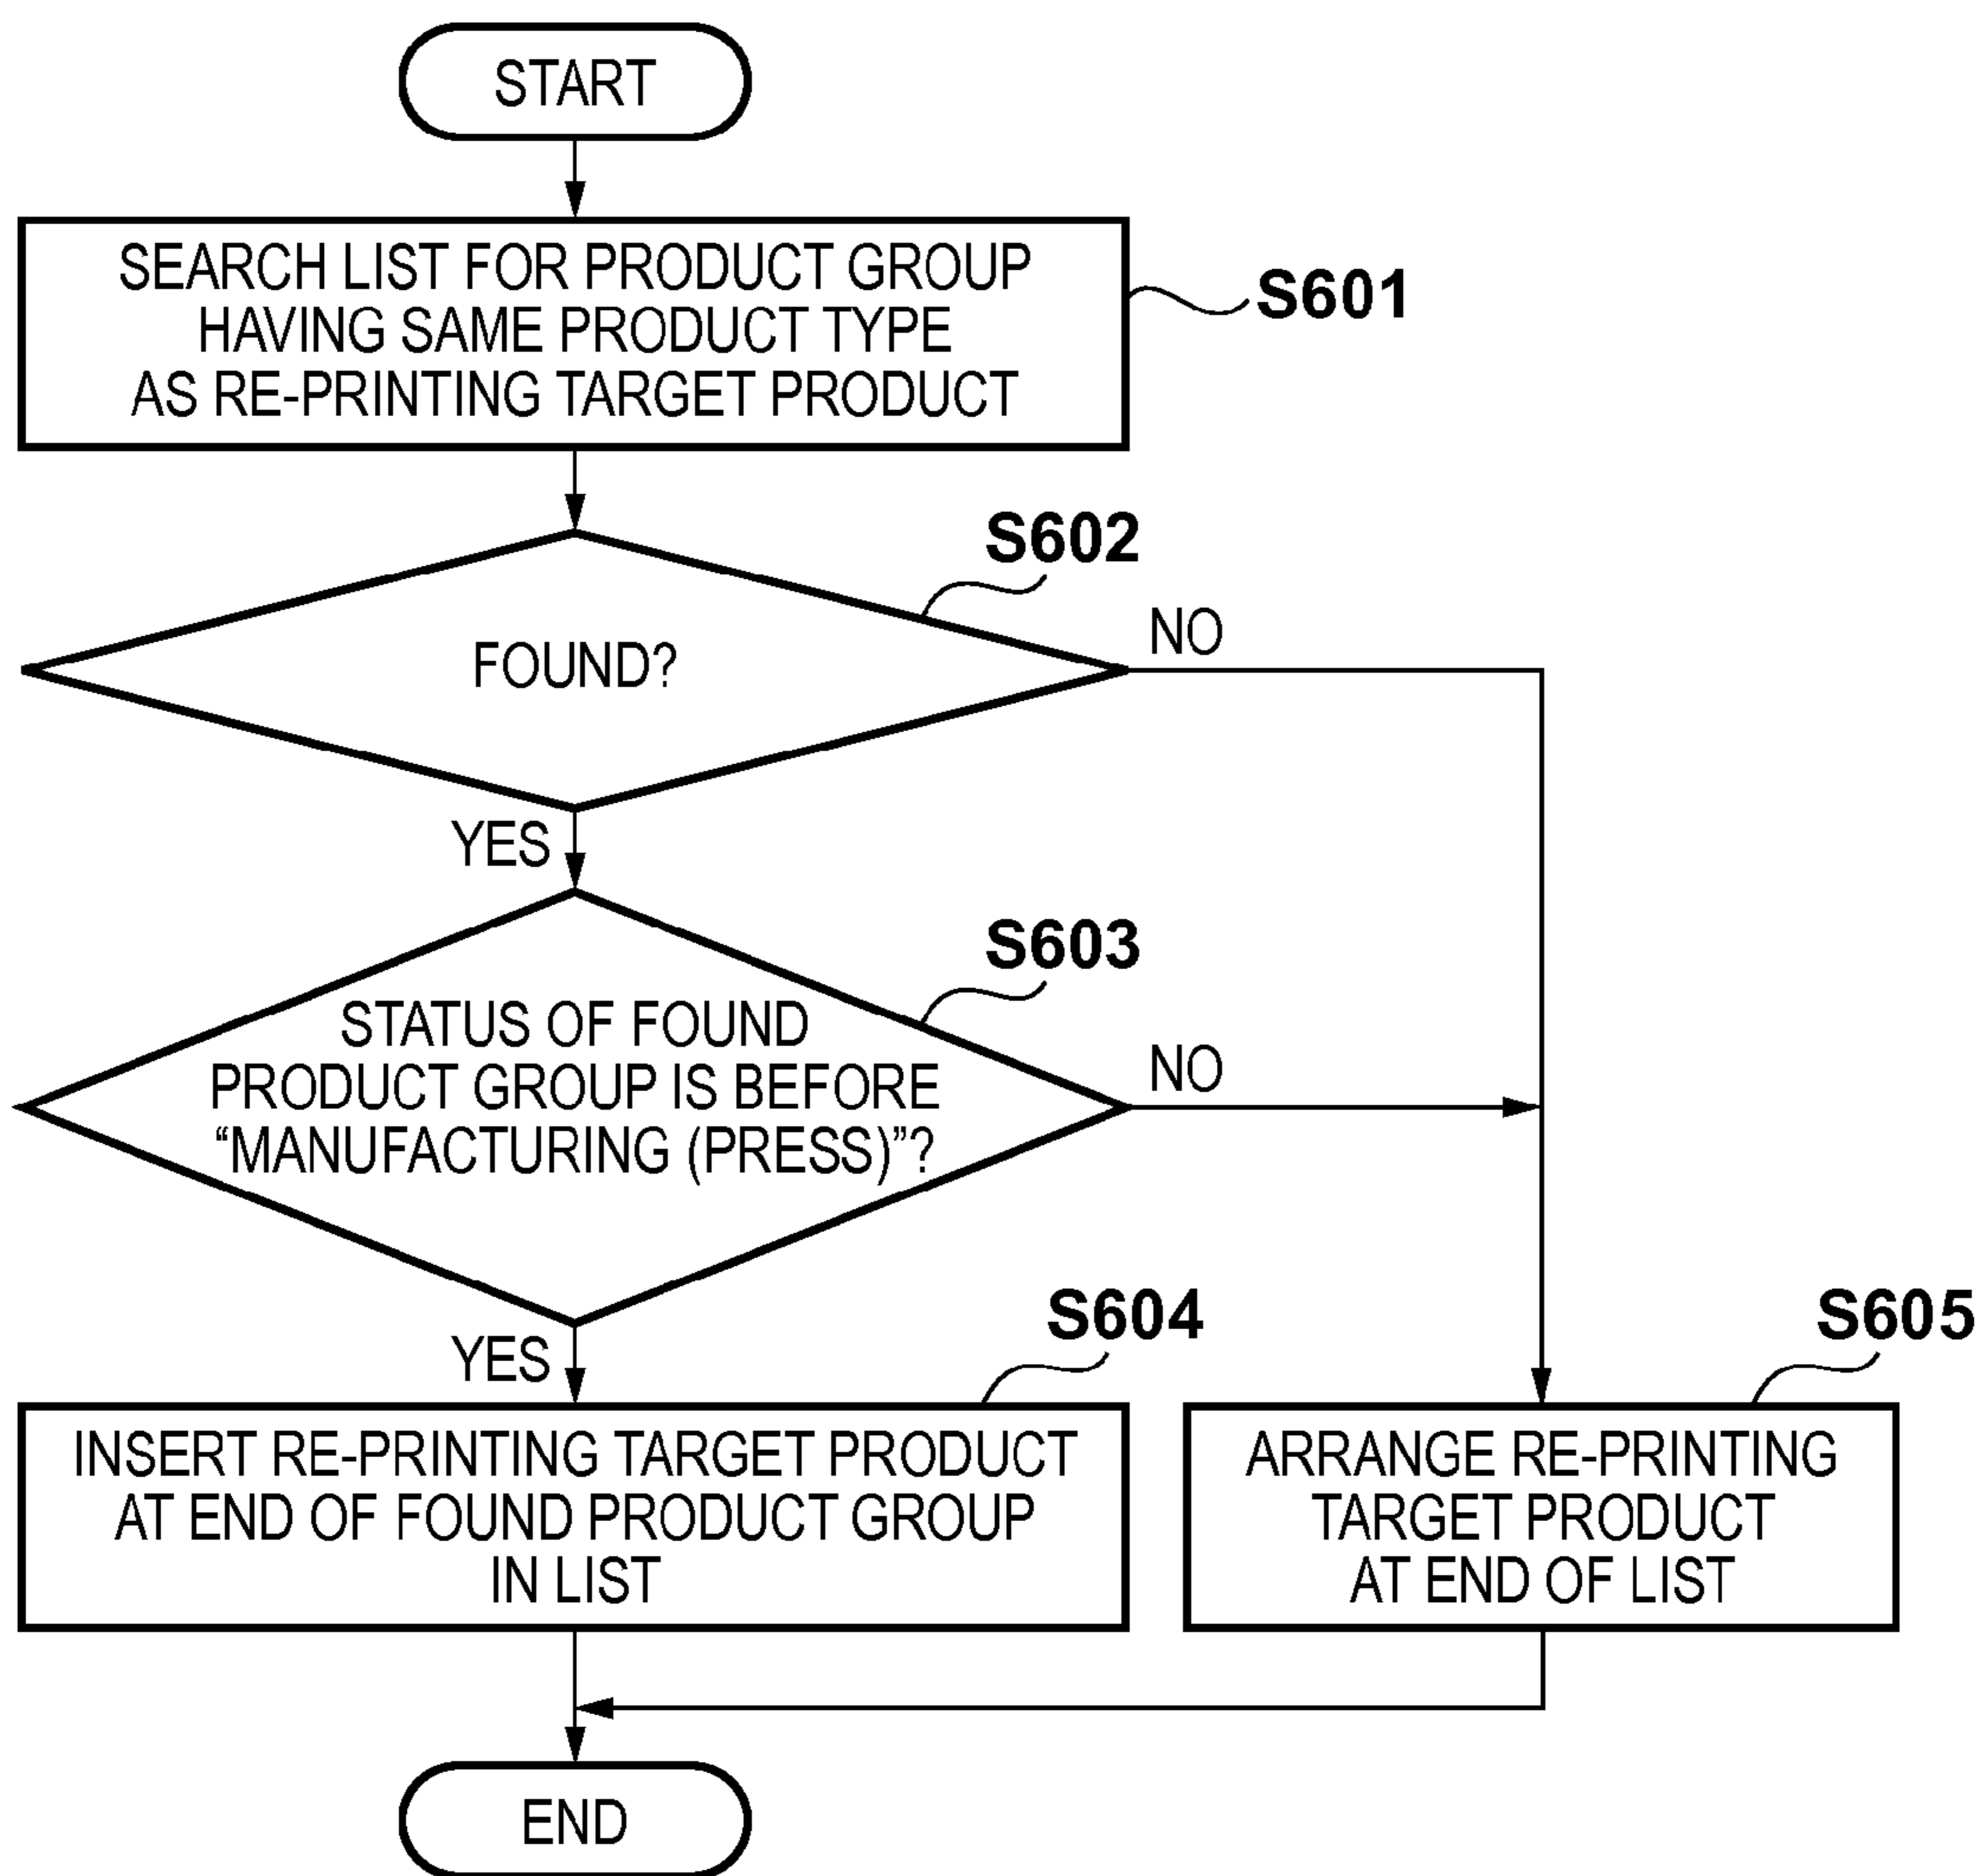 START
SEARCH LIST FOR PRODUCT GROUP
HAVING SAME PRODUCT TYPE
AS RE-PRINTING TARGET PRODUCT
S601
S602
FOUND?
NO
YES
S603
STATUS OF FOUND
PRODUCT GROUP IS BEFORE
“MANUFACTURING (PRESS)”?
NO
YES
S604
INSERT RE-PRINTING TARGET PRODUCT
AT END OF FOUND PRODUCT GROUP
IN LIST
S605
ARRANGE RE-PRINTING
TARGET PRODUCT
AT END OF LIST
END